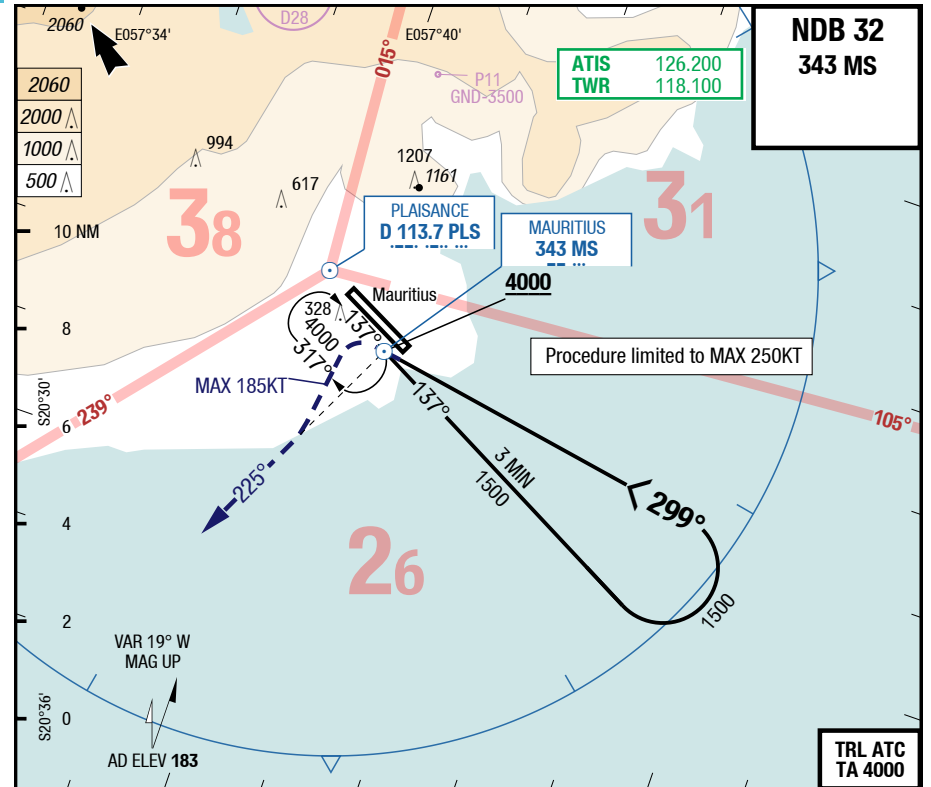 NDB 32
343 MS
2060
E057°34'
D28
E057°40'
015°
P11
GND-3500
ATIS 126.200
TWR 118.100
2060
2000
1000
500
994
617
1207
1161
38
31
10 NM
PLAISANCE
D 113.7 PLS
MAURITIUS
343 MS
4000
Mauritius
328
4000
137°
317°
8
Procedure limited to MAX 250KT
MAX 185KT
S20°30'
239°
6
137°
105°
3 MIN
1500
299°
225°
4
26
1500
2
VAR 19° W
MAG UP
S20°36'
0
AD ELEV 183
TRL ATC
TA 4000